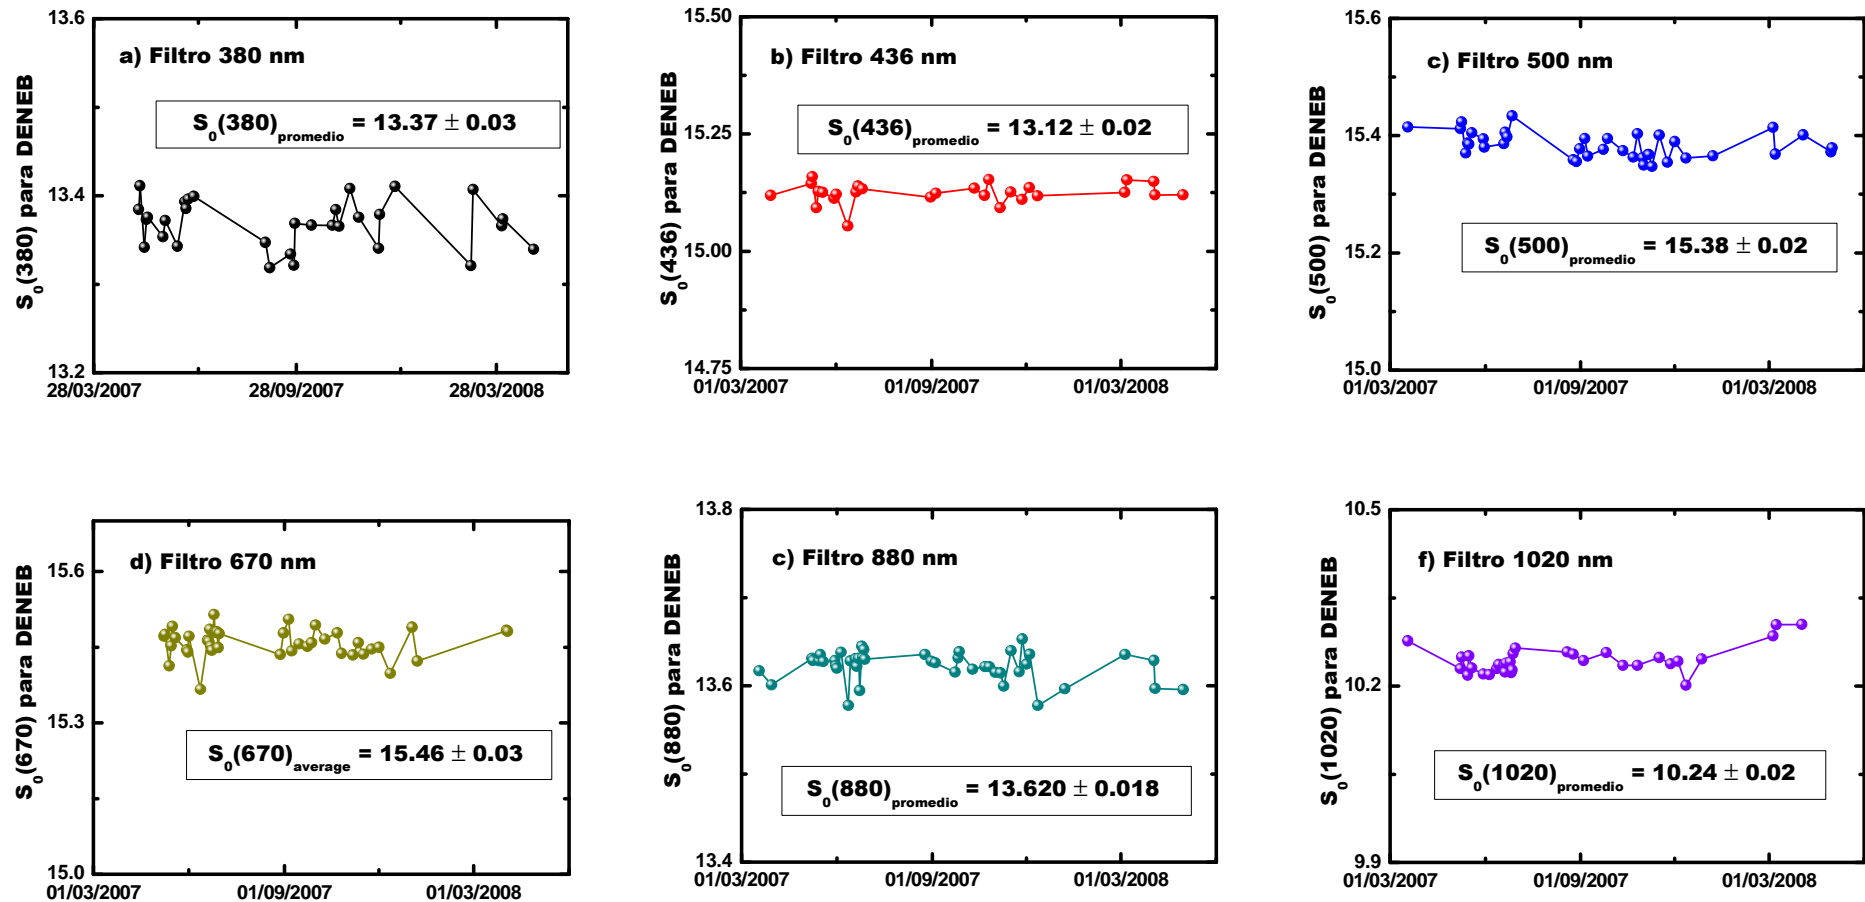 13.6
13.4
13.2
S0(380) para DENEB
a) Filtro 380 nm
S0(380)promedio = 13.37 ± 0.03
28/03/2007 28/09/2007 28/03/2008
15.50
15.25
15.00
14.75
S0(436) para DENEB
b) Filtro 436 nm
S0(436)promedio = 13.12 ± 0.02
01/03/2007 01/09/2007 01/03/2008
15.6
15.4
15.2
15.0
S0(500) para DENEB
c) Filtro 500 nm
S0(500)promedio = 15.38 ± 0.02
01/03/2007 01/09/2007 01/03/2008
15.6
15.3
15.0
S0(670) para DENEB
d) Filtro 670 nm
S0(670)average = 15.46 ± 0.03
01/03/2007 01/09/2007 01/03/2008
13.8
13.6
13.4
S0(880) para DENEB
c) Filtro 880 nm
S0(880)promedio = 13.620 ± 0.018
01/03/2007 01/09/2007 01/03/2008
10.5
10.2
9.9
S0(1020) para DENEB
f) Filtro 1020 nm
S0(1020)promedio = 10.24 ± 0.02
01/03/2007 01/09/2007 01/03/2008